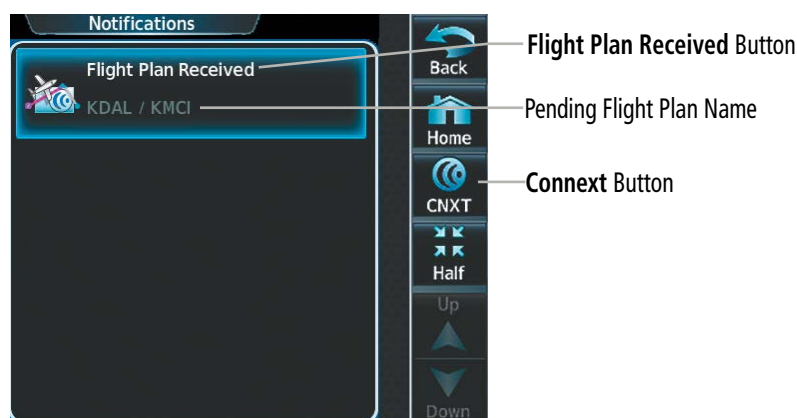 Notifications
Flight Plan Received
KDAL / KMCI
Back
Home
CNXT
Half
Up
Down
Flight Plan Received Button
Pending Flight Plan Name
Connext Button